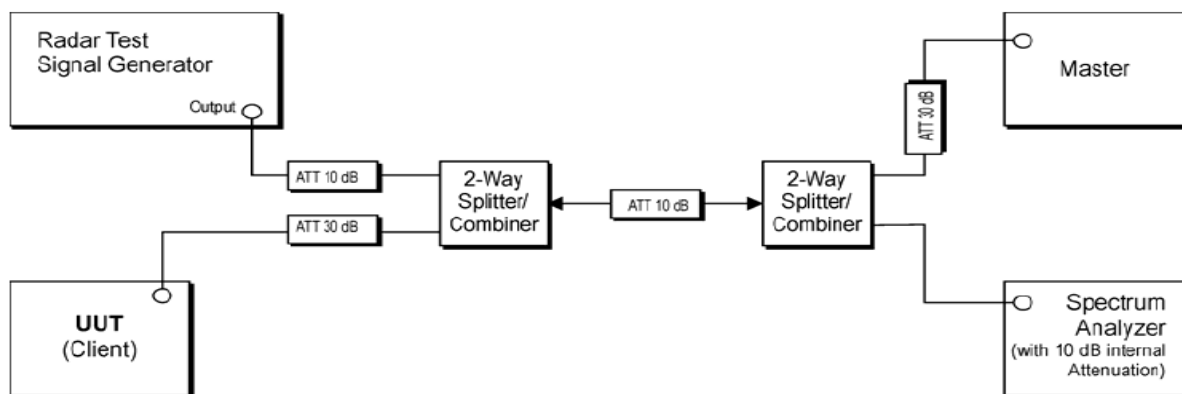 Radar Test
Signal Generator
Output
ATT 10 dB
ATT 30 dB
UUT
(Client)
2-Way
Splitter/
Combiner
ATT 10 dB
2-Way
Splitter/
Combiner
ATT 30 dB
Master
Spectrum
Analyzer
(with 10 dB internal
Attenuation)